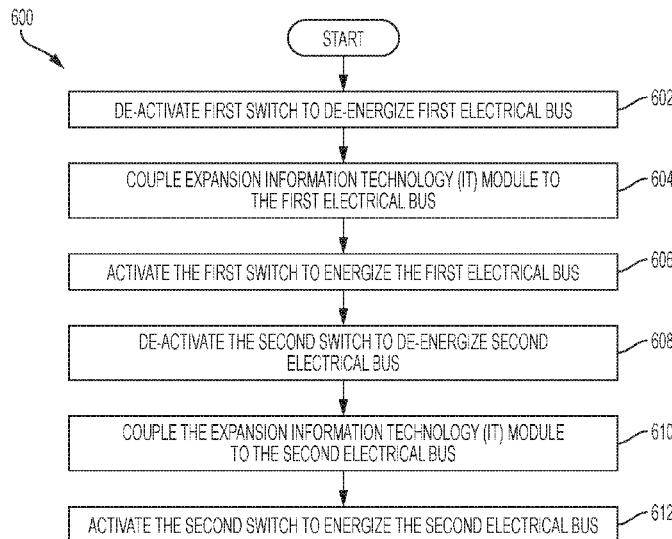 600
START
DE-ACTIVATE FIRST SWITCH TO DE-ENERGIZE FIRST ELECTRICAL BUS
602
COUPLE EXPANSION INFORMATION TECHNOLOGY (IT) MODULE TO
THE FIRST ELECTRICAL BUS
604
ACTIVATE THE FIRST SWITCH TO ENERGIZE THE FIRST ELECTRICAL BUS
606
DE-ACTIVATE THE SECOND SWITCH TO DE-ENERGIZE SECOND
ELECTRICAL BUS
608
COUPLE THE EXPANSION INFORMATION TECHNOLOGY (IT) MODULE
TO THE SECOND ELECTRICAL BUS
610
ACTIVATE THE SECOND SWITCH TO ENERGIZE THE SECOND ELECTRICAL BUS
612